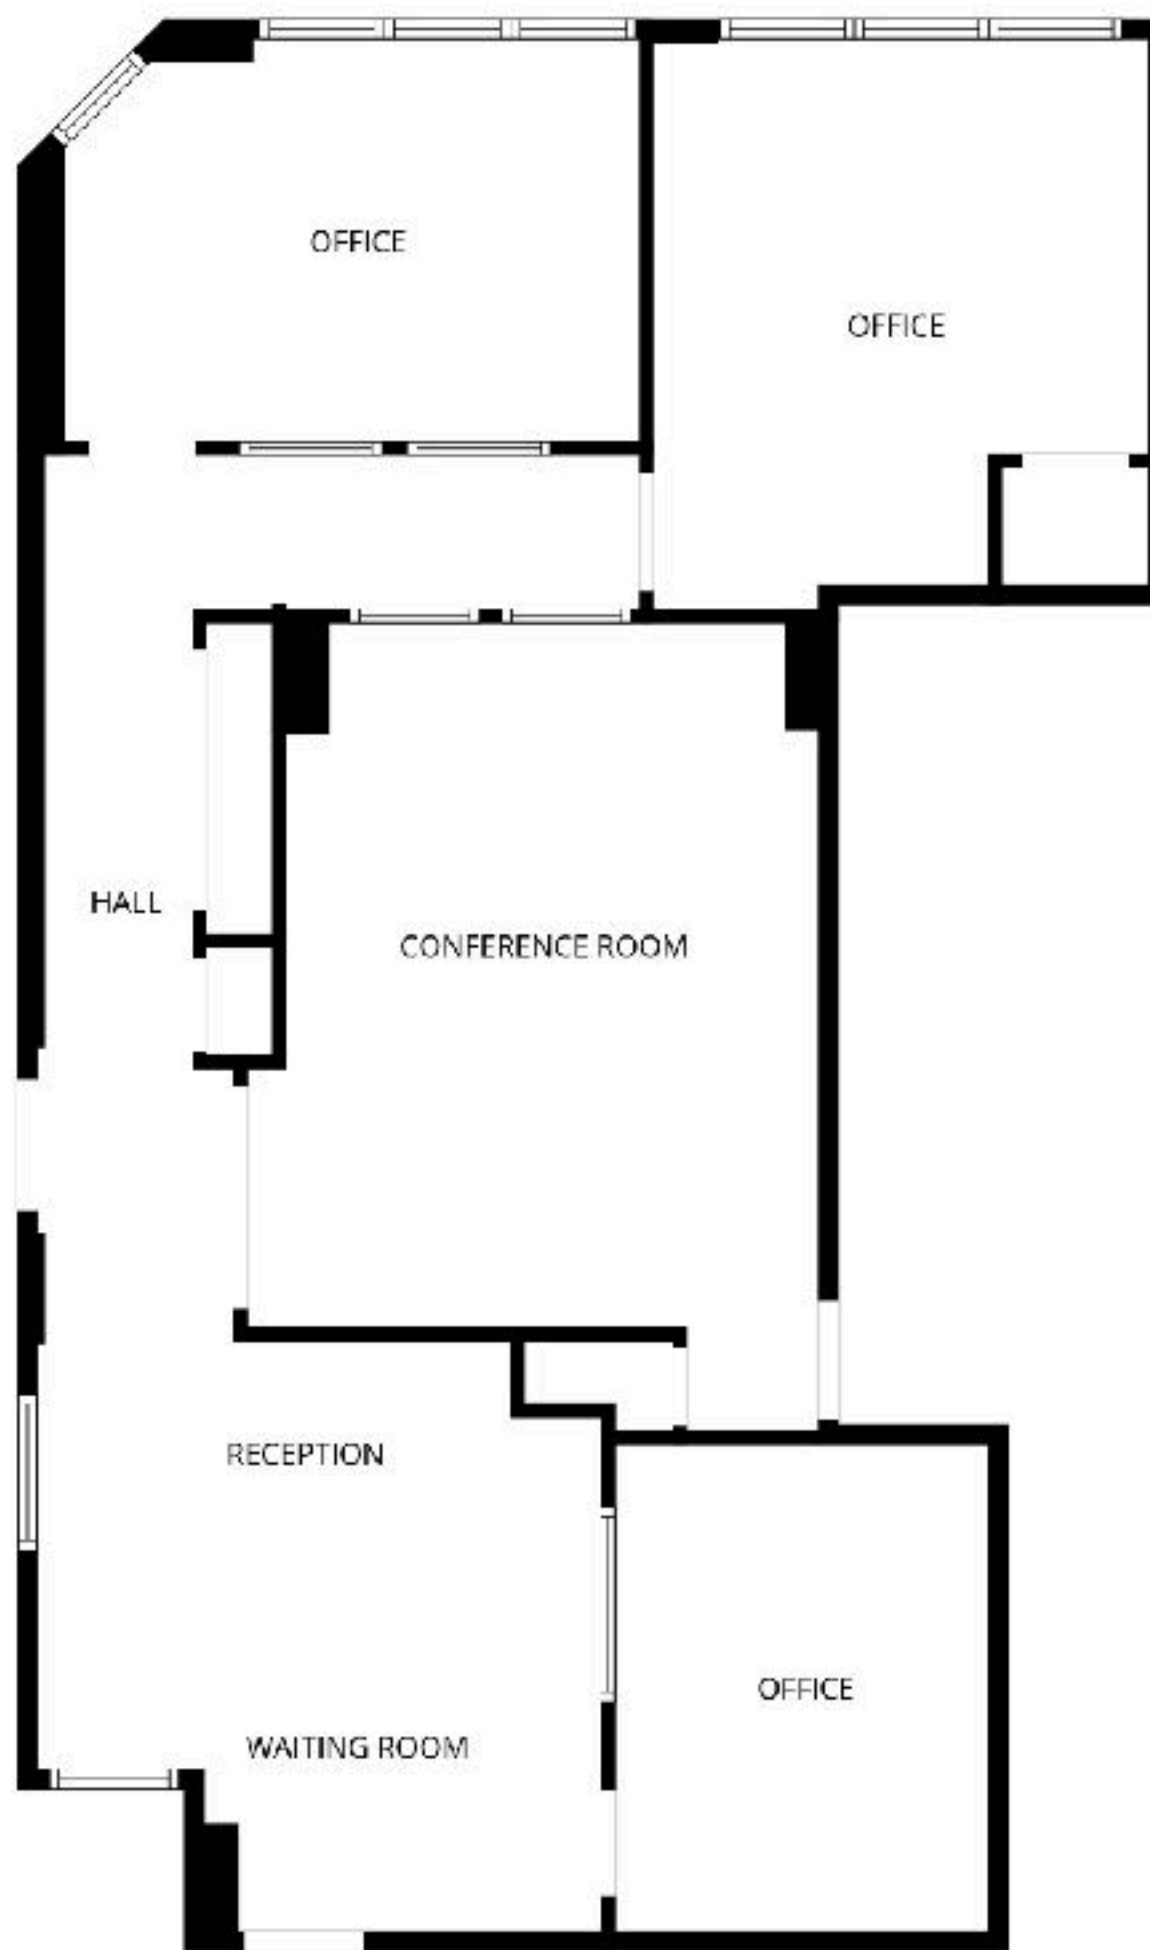 OFFICE
OFFICE
HALL
CONFERENCE ROOM
RECEPTION
OFFICE
WAITING ROOM